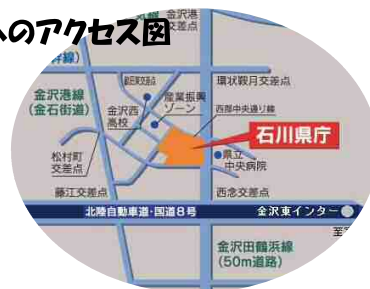 へのアクセス図
金沢港
交差点
環状鞍月交差点
金沢港線
(金石街道)
金沢西
高校
産業振興
ゾーン
西部中央通り線
石川県庁
松村町
交差点
県立
中央病院
藤江交差点
西念交差点
北陸自動車道・国道8号
金沢東インター
金沢田鶴浜線
(50m道路)